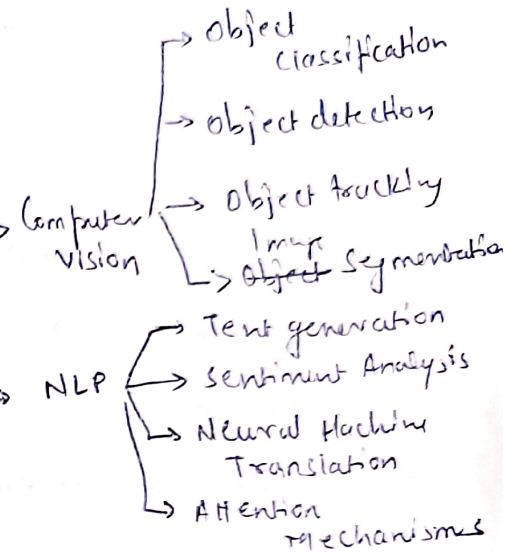 → Object
classification
→ Object detection
→ Computer
vision
→ Object tracking
Image
→ Object Segmentation
→ Text generation
→ NLP → Sentiment Analysis
→ Neural Machine
Translation
→ Attention
Mechanismes